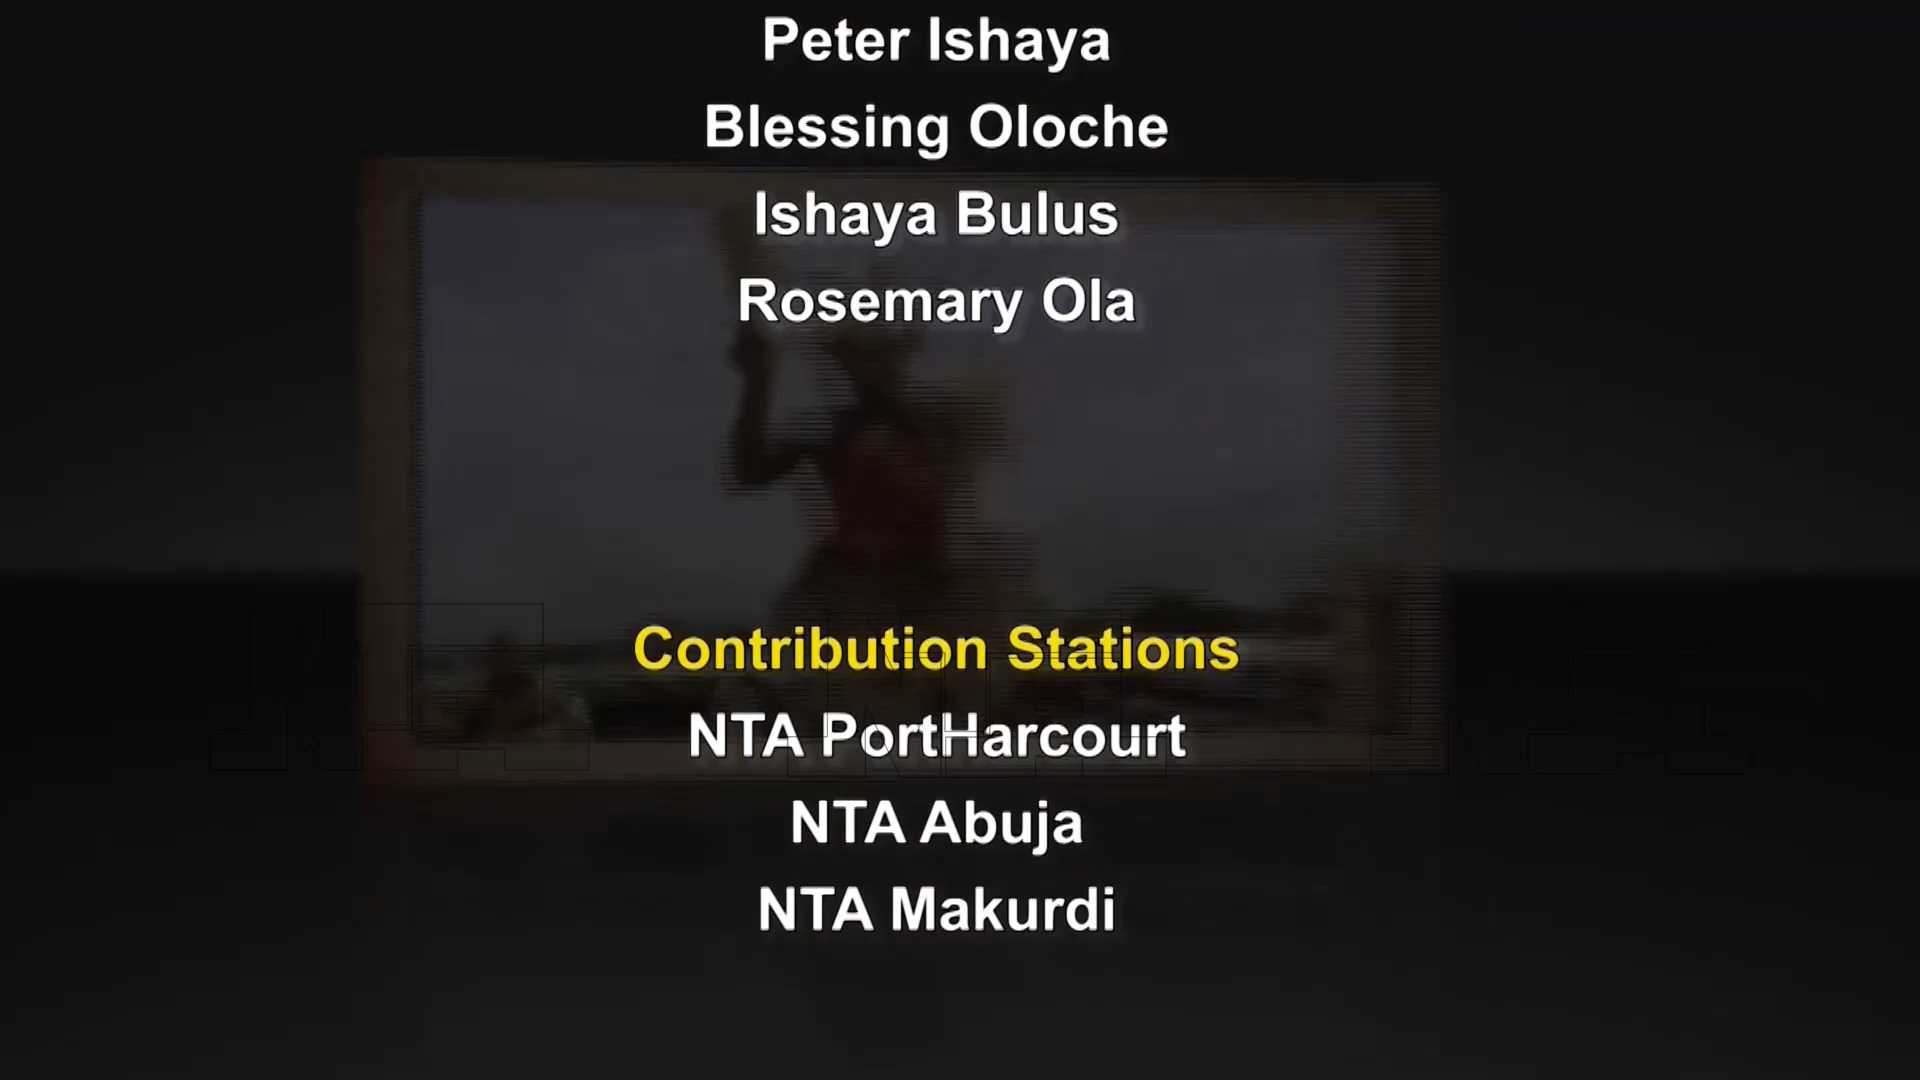 Peter Ishaya
Blessing Oloche
Ishaya Bulus
Rosemary Ola
Contribution Stations
NTA PortHarcourt
NTA Abuja
NTA Makurdi